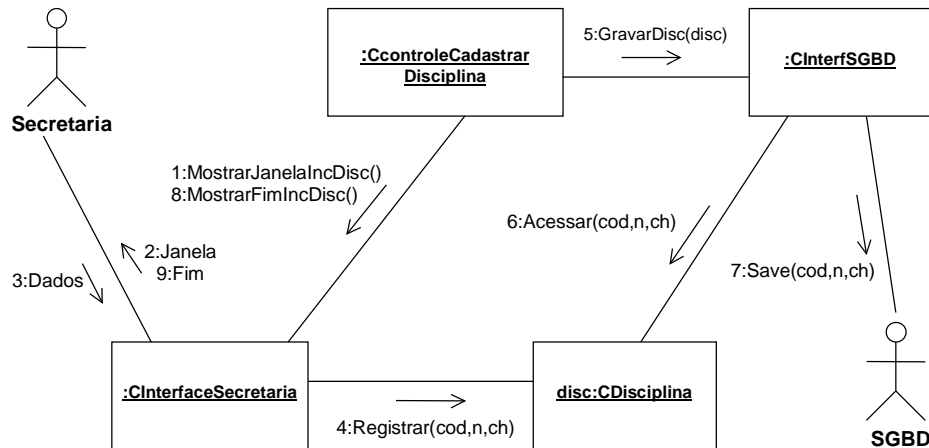 :CcontroleCadastrar
Disciplina
5:GravarDisc(disc)
:CInterfSGBD
Secretaria
1:MostrarJanelaIncDisc()
8:MostrarFimIncDisc()
6:Acessar(cod,n,ch)
2:Janela
9:Fim
3:Dados
7:Save(cod,n,ch)
:CInterfaceSecretaria
disc:CDisciplina
4:Registrar(cod,n,ch)
SGBD